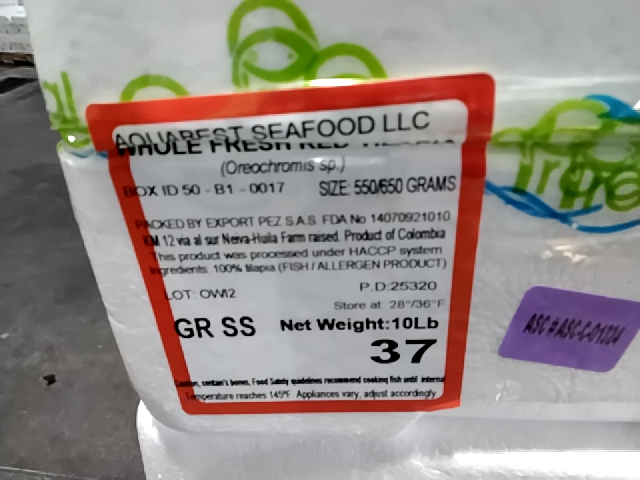 AQUABEST SEAFOOD LLC
WHOLE FRESH RED TILAPIA
(Oreochromis sp.)
BOX ID 50 - B1 - 0017 SIZE: 550/650 GRAMS
PACKED BY EXPORT PEZ S.A.S. FDA No 14070921010
KM 12 via al sur Neiva-Huila Farm raised. Product of Colombia
This product was processed under HACCP system
Ingredients: 100% tilapia (FISH / ALLERGEN PRODUCT)
LOT: OWI2 P.D:25320
Store at: 28°/36°F
GR SS Net Weight:10Lb
37
Caution, contain's bones. Food Safety guidelines recommend cooking fish until internal
Temperature reaches 145ºF. Appliances vary, adjust accordingly